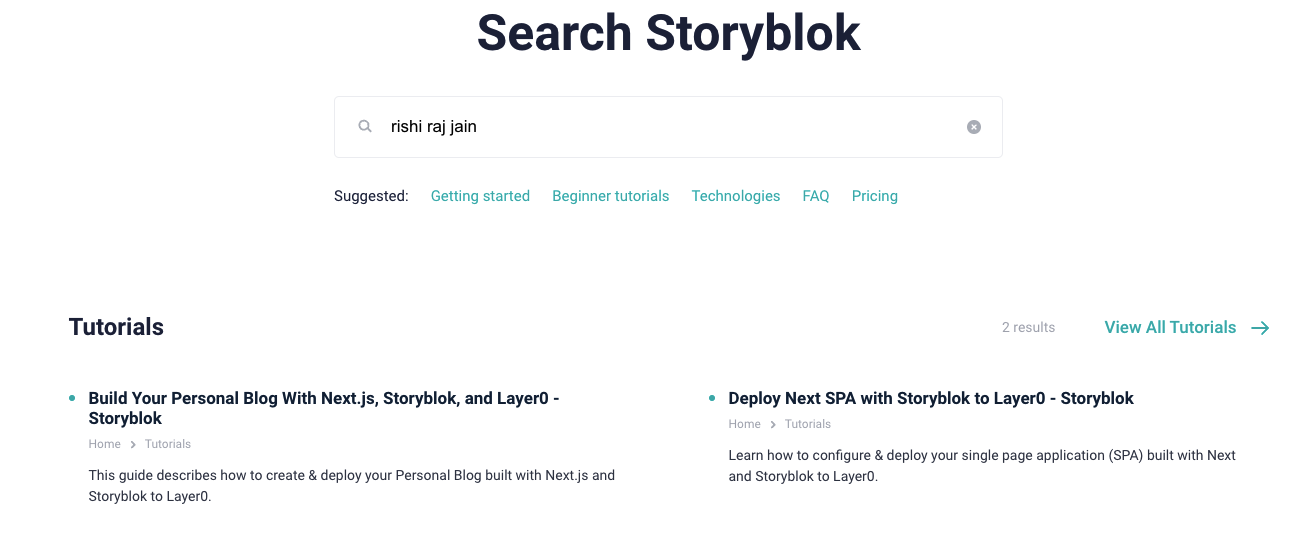 Search Storyblok
rishi raj jain
Suggested: Getting started Beginner tutorials Technologies FAQ Pricing
Tutorials
2 results
View All Tutorials
Build Your Personal Blog With Next.js, Storyblok, and Layer0 -
Storyblok
Home Tutorials
This guide describes how to create & deploy your Personal Blog built with Next.js and
Storyblok to Layer0.
Deploy Next SPA with Storyblok to Layer0 - Storyblok
Home Tutorials
Learn how to configure & deploy your single page application (SPA) built with Next
and Storyblok to Layer0.